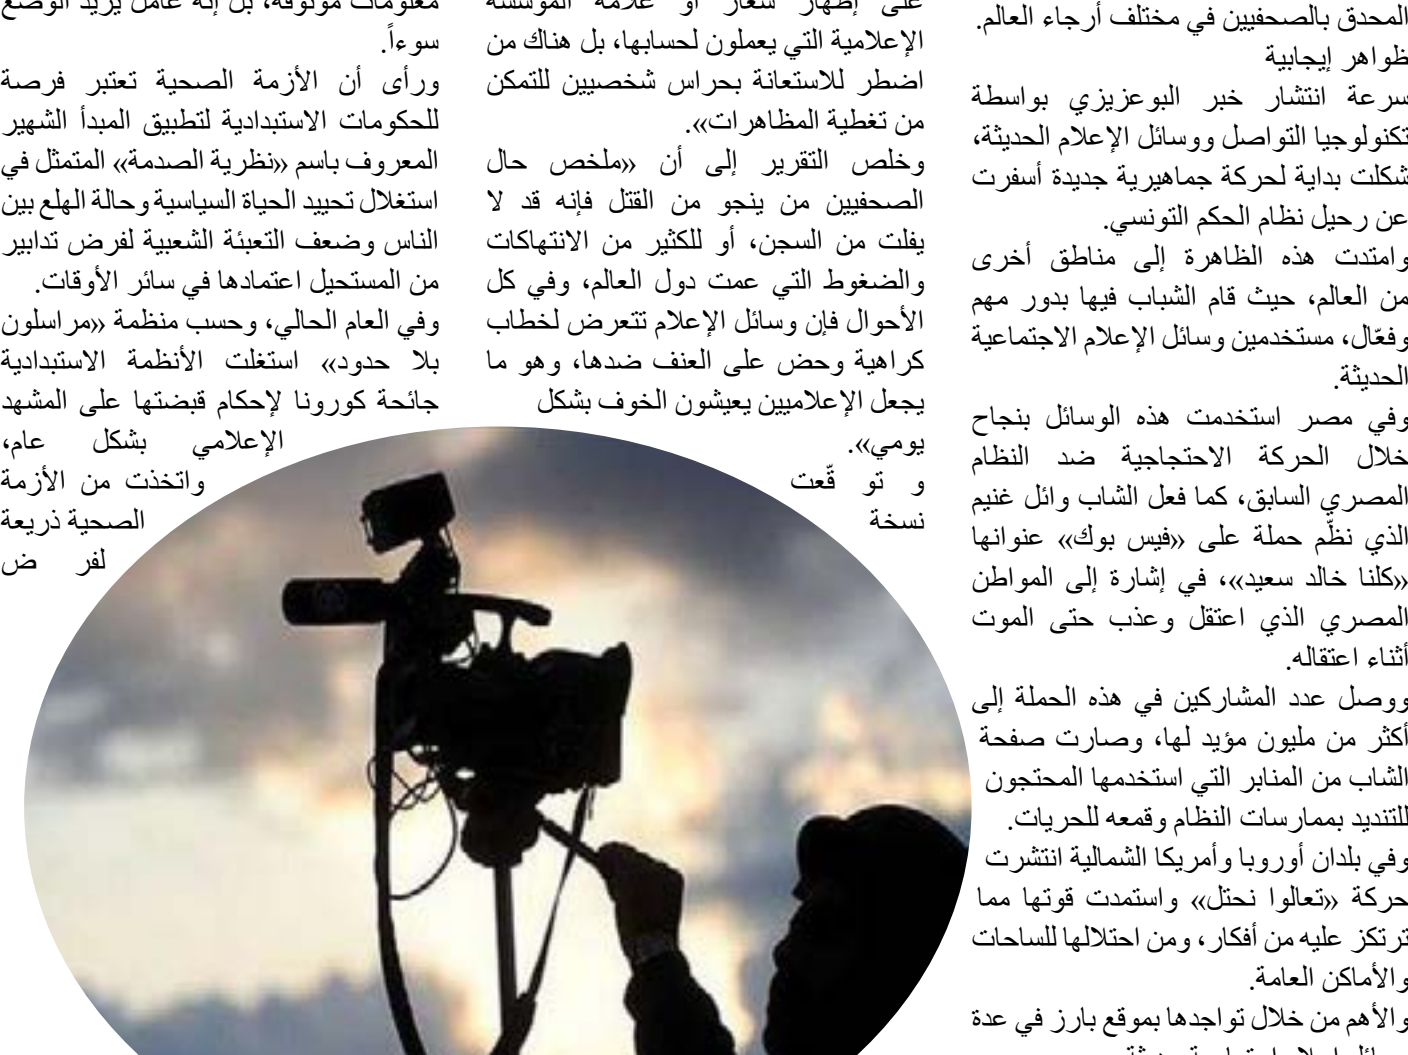 المحدق بالصحفيين في مختلف أرجاء العالم.
ظواهر إيجابية
سرعة انتشار خبر البوعزيزي بواسطة
تكنولوجيا التواصل ووسائل الإعلام الحديثة،
شكلت بداية لحركة جماهيرية جديدة أسفرت
عن رحيل نظام الحكم التونسي.
وامتدت هذه الظاهرة إلى مناطق أخرى
من العالم، حيث قام الشباب فيها بدور مهم
وفعّال، مستخدمين وسائل الإعلام الاجتماعية
الحديثة.
وفي مصر استخدمت هذه الوسائل بنجاح
خلال الحركة الاحتجاجية ضد النظام
المصري السابق، كما فعل الشاب وائل غنيم
الذي نظّم حملة على «فيس بوك» عنوانها
«كلنا خالد سعيد»، في إشارة إلى المواطن
المصري الذي اعتقل وعذب حتى الموت
أثناء اعتقاله.
ووصل عدد المشاركين في هذه الحملة إلى
أكثر من مليون مؤيد لها، وصارت صفحة
الشاب من المنابر التي استخدمها المحتجون
للتنديد بممارسات النظام وقمعه للحريات.
وفي بلدان أوروبا وأمريكا الشمالية انتشرت
حركة «تعالوا نحتل» واستمدت قوتها مما
ترتكز عليه من أفكار، ومن احتلالها للساحات
والأماكن العامة.
والأهم من خلال تواجدها بموقع بارز في عدة
على إظهار شعار أو علامة المؤسسة
الإعلامية التي يعملون لحسابها، بل هناك من
اضطر للاستعانة بحراس شخصيين للتمكن
من تغطية المظاهرات».
وخلص التقرير إلى أن «ملخص حال
الصحفيين من ينجو من القتل فإنه قد لا
يفلت من السجن، أو للكثير من الانتهاكات
والضغوط التي عمت دول العالم، وفي كل
الأحوال فإن وسائل الإعلام تتعرض لخطاب
كراهية وحض على العنف ضدها، وهو ما
يجعل الإعلاميين يعيشون الخوف بشكل
يومي».
و تو قّعت
نسخة
معلومات موثوقة، بل إنه عامل يزيد الوضع
سوءاً.
ورأى أن الأزمة الصحية تعتبر فرصة
للحكومات الاستبدادية لتطبيق المبدأ الشهير
المعروف باسم «نظرية الصدمة» المتمثل في
استغلال تحييد الحياة السياسية وحالة الهلع بين
الناس وضعف التعبئة الشعبية لفرض تدابير
من المستحيل اعتمادها في سائر الأوقات.
وفي العام الحالي، وحسب منظمة «مراسلون
بلا حدود» استغلت الأنظمة الاستبدادية
جائحة كورونا لإحكام قبضتها على المشهد
الإعلامي بشكل عام،
واتخذت من الأزمة
الصحية ذريعة
لفر ض